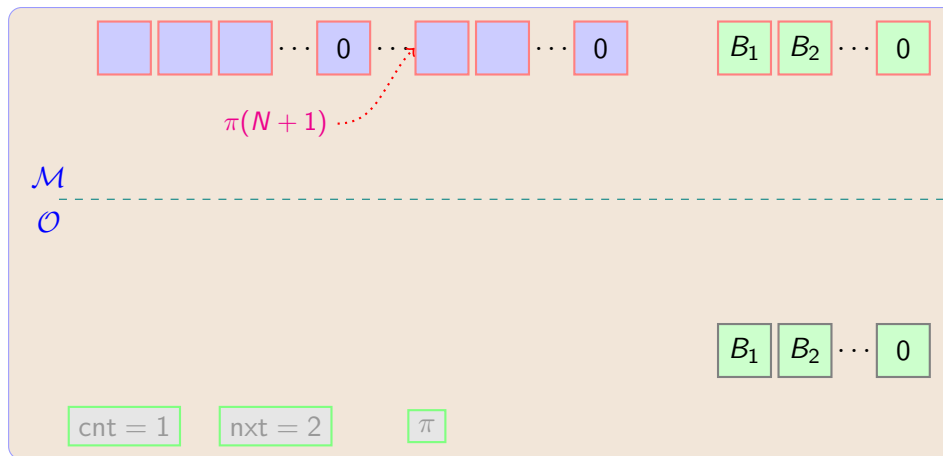 ⋯ 0 ⋯ ⋯ 0 B₁ B₂ ⋯ 0
π(N + 1)
ℳ
𝒪
B₁ B₂ ⋯ 0
cnt = 1 nxt = 2 π